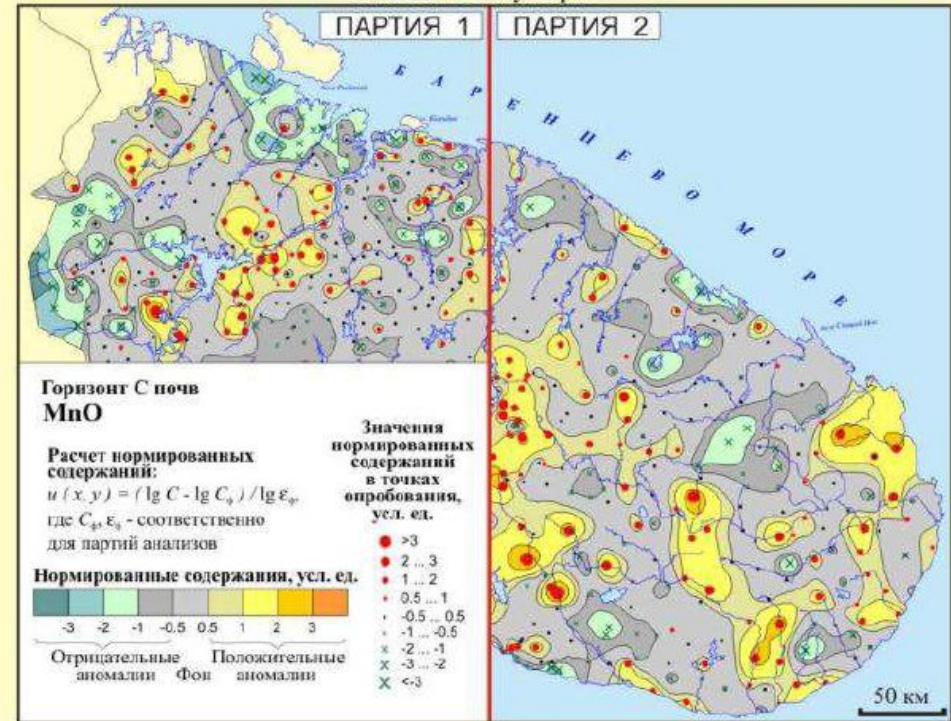 ПАРТИЯ 1
ПАРТИЯ 2
БАРЕНЦЕВО МОРЕ
Горизонт С почв
MnO
Расчет нормированных
содержаний:
u (x, y) = (lg C - lg Cф) / lg εф,
где Cф, εф - соответственно
для партий анализов
Нормированные содержания, усл. ед.
-3 -2 -1 -0.5 0.5 1 2 3
Отрицательные
аномалии
Фон
Положительные
аномалии
Значения
нормированных
содержаний
в точках
опробования,
усл. ед.
>3
2 ... 3
1 ... 2
0.5 ... 1
-0.5 ... 0.5
-1 ... -0.5
-2 ... -1
-3 ... -2
<-3
50 км